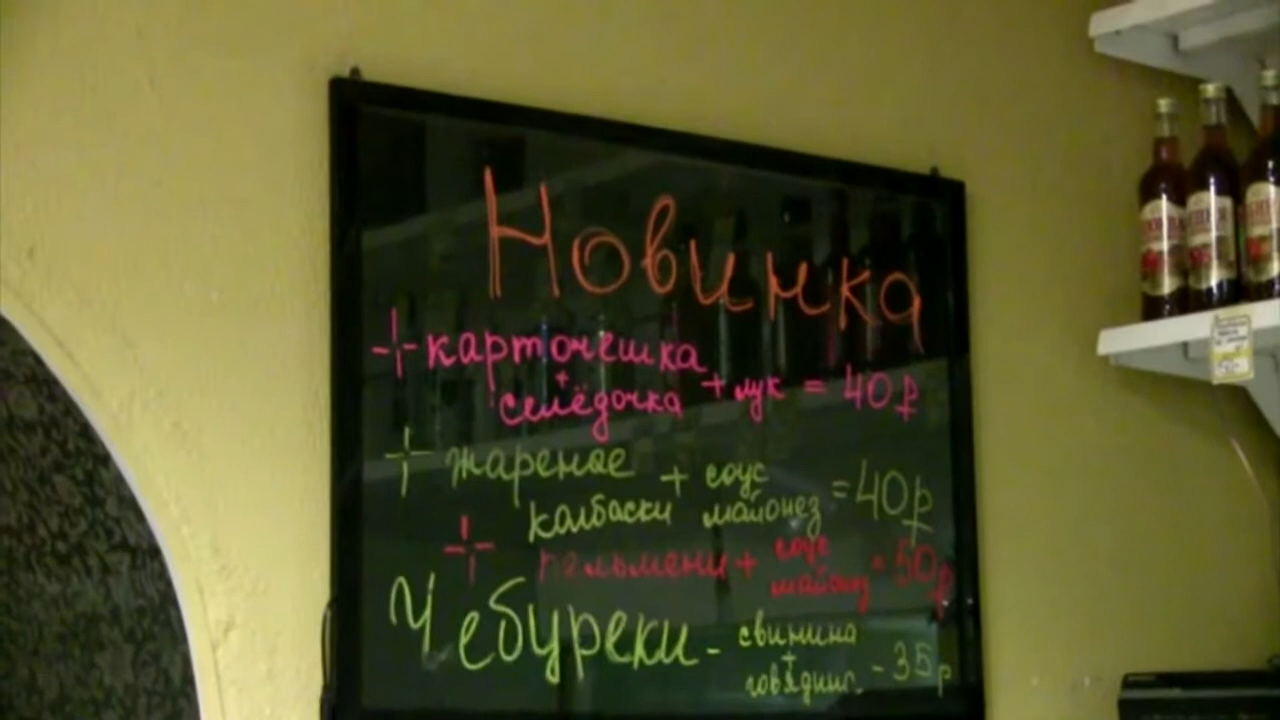 Новинка
+ карточешка
+
селёдочка + лук = 40 р
+ жареные + соус
колбаски майонез = 40 р
+ пельмени + соус
майонез = 50 р
Чебуреки - свинина
+
говядина - 35 р